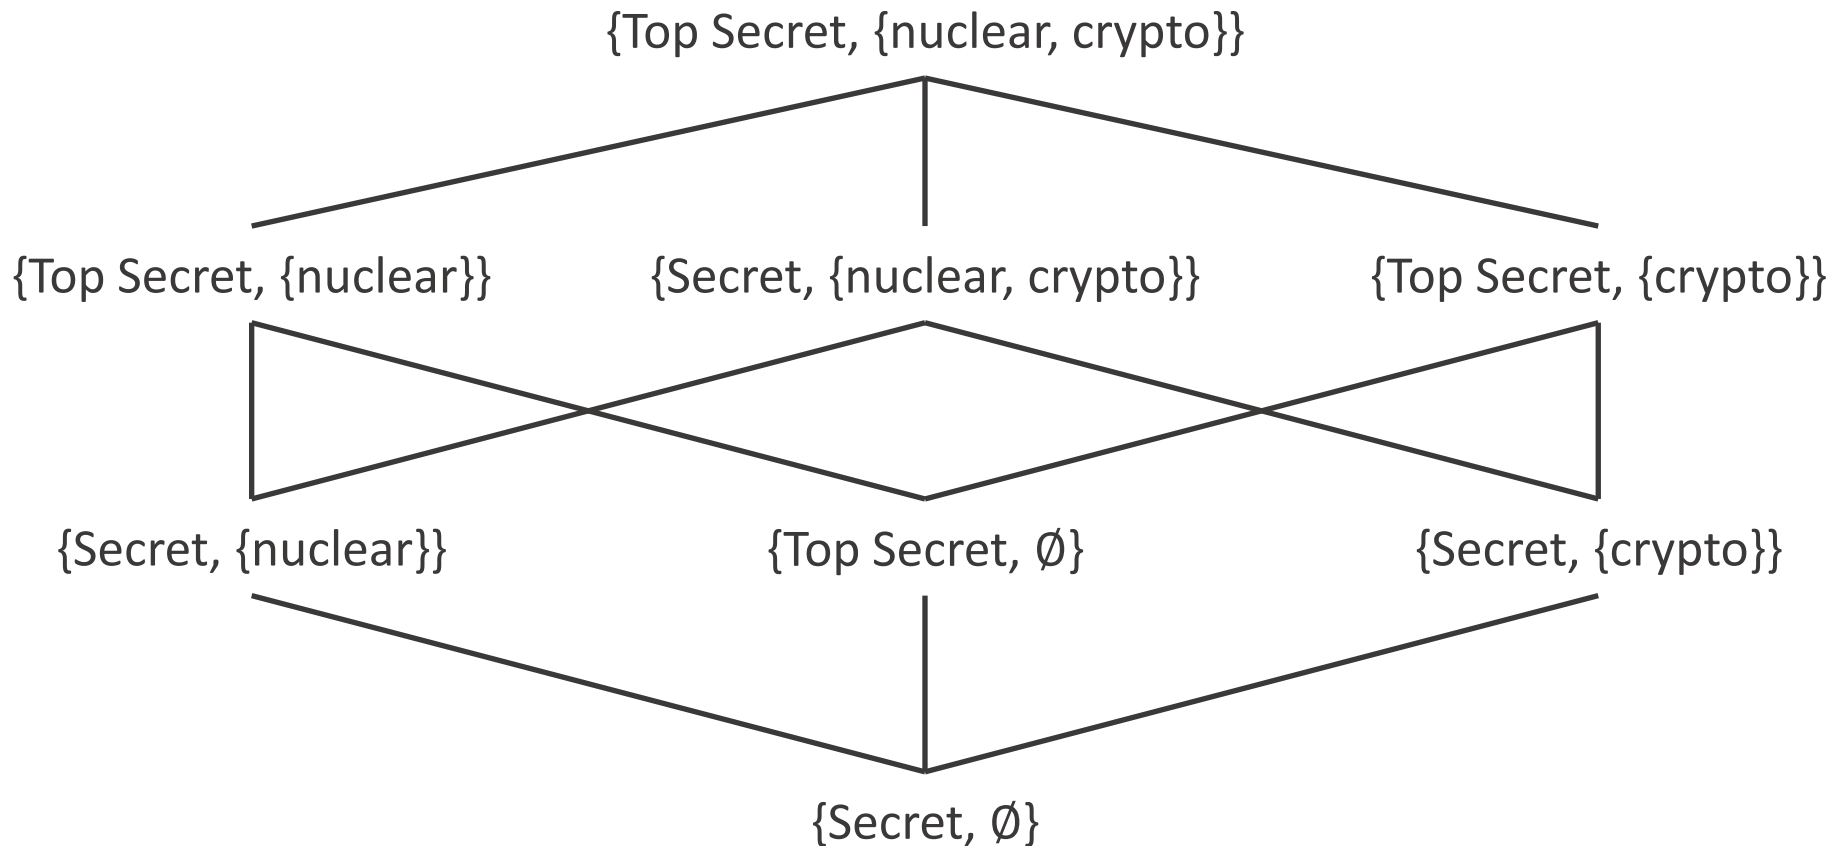 {Top Secret, {nuclear, crypto}}
{Top Secret, {nuclear}}
{Secret, {nuclear, crypto}}
{Top Secret, {crypto}}
{Secret, {nuclear}}
{Top Secret, Ø}
{Secret, {crypto}}
{Secret, Ø}